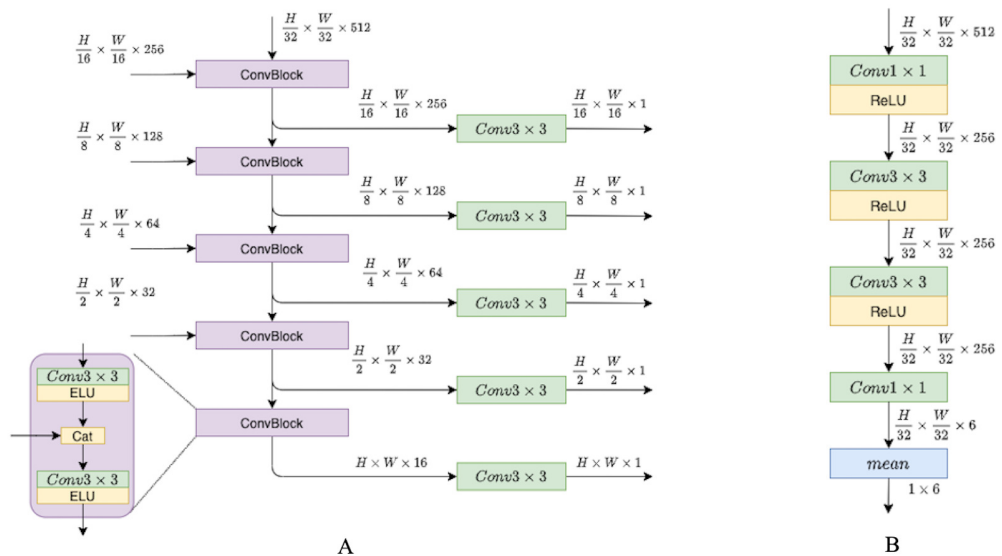 H/32 × W/32 × 512
H/16 × W/16 × 256
ConvBlock
H/16 × W/16 × 256
Conv3 × 3
H/16 × W/16 × 1
H/8 × W/8 × 128
ConvBlock
H/8 × W/8 × 128
Conv3 × 3
H/8 × W/8 × 1
H/4 × W/4 × 64
ConvBlock
H/4 × W/4 × 64
Conv3 × 3
H/4 × W/4 × 1
H/2 × W/2 × 32
ConvBlock
H/2 × W/2 × 32
Conv3 × 3
H/2 × W/2 × 1
ConvBlock
H × W × 16
Conv3 × 3
H × W × 1
Conv3 × 3
ELU
Cat
Conv3 × 3
ELU
A
H/32 × W/32 × 512
Conv1 × 1
ReLU
H/32 × W/32 × 256
Conv3 × 3
ReLU
H/32 × W/32 × 256
Conv3 × 3
ReLU
H/32 × W/32 × 256
Conv1 × 1
H/32 × W/32 × 6
mean
1 × 6
B